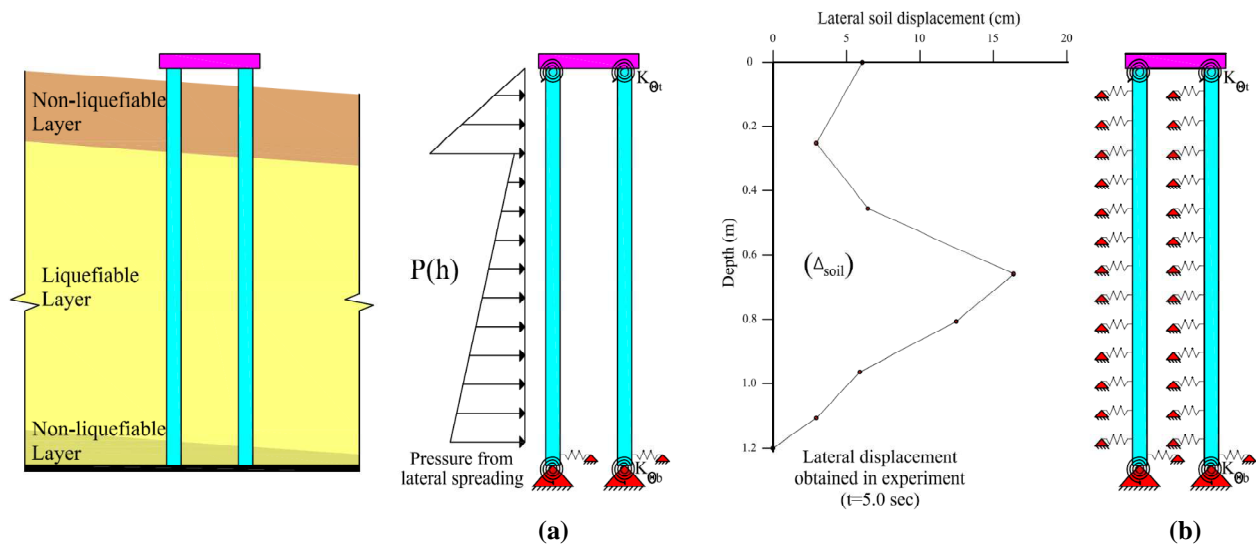 Non-liquefiable
Layer
Liquefiable
Layer
Non-liquefiable
Layer
P(h)
Pressure from
lateral spreading
KΘt
KΘb
(a)
Lateral soil displacement (cm)
0 5 10 15 20
0
0.2
0.4
0.6
0.8
1.0
1.2
Depth (m)
(Δsoil)
Lateral displacement
obtained in experiment
(t=5.0 sec)
KΘt
KΘb
(b)